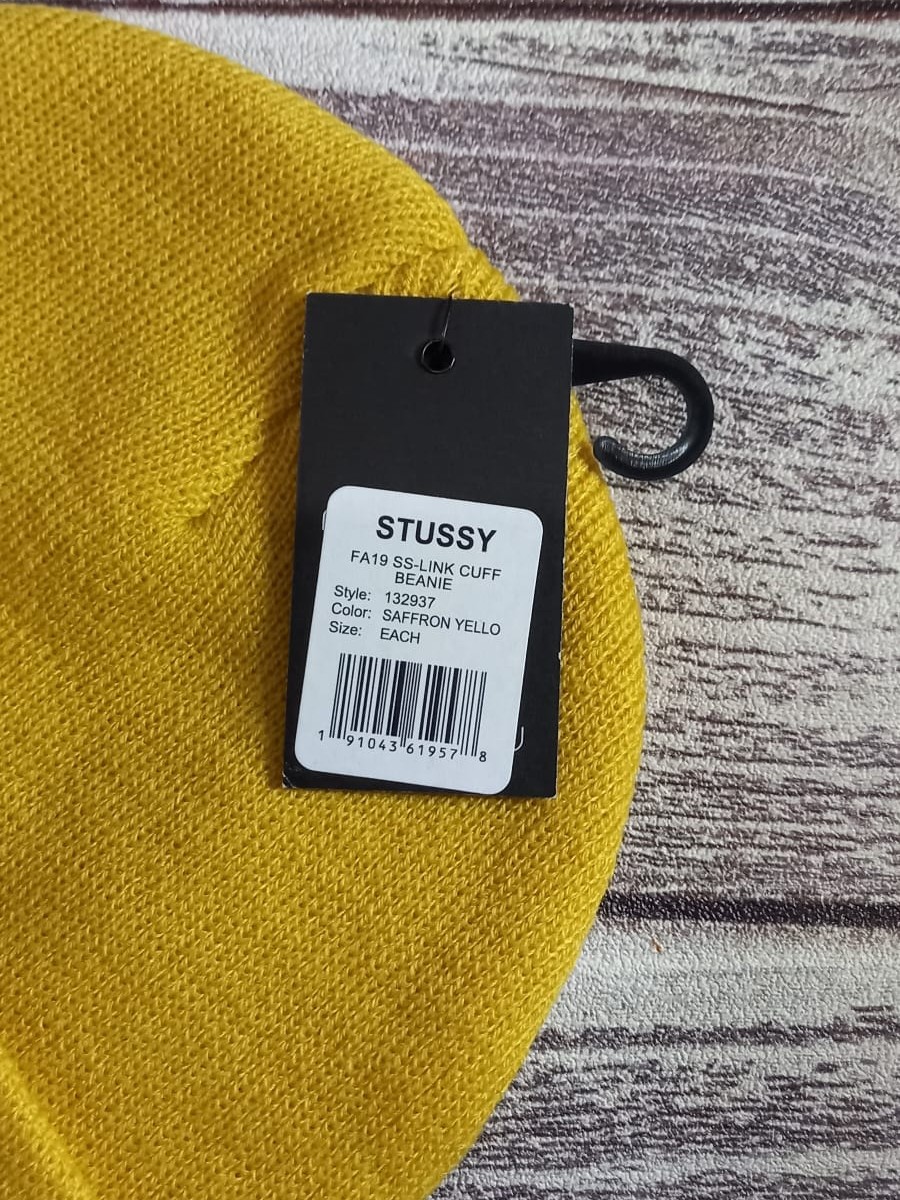 STUSSY
FA19 SS-LINK CUFF
BEANIE
Style: 132937
Color: SAFFRON YELLO
Size: EACH
1 91043 61957 8